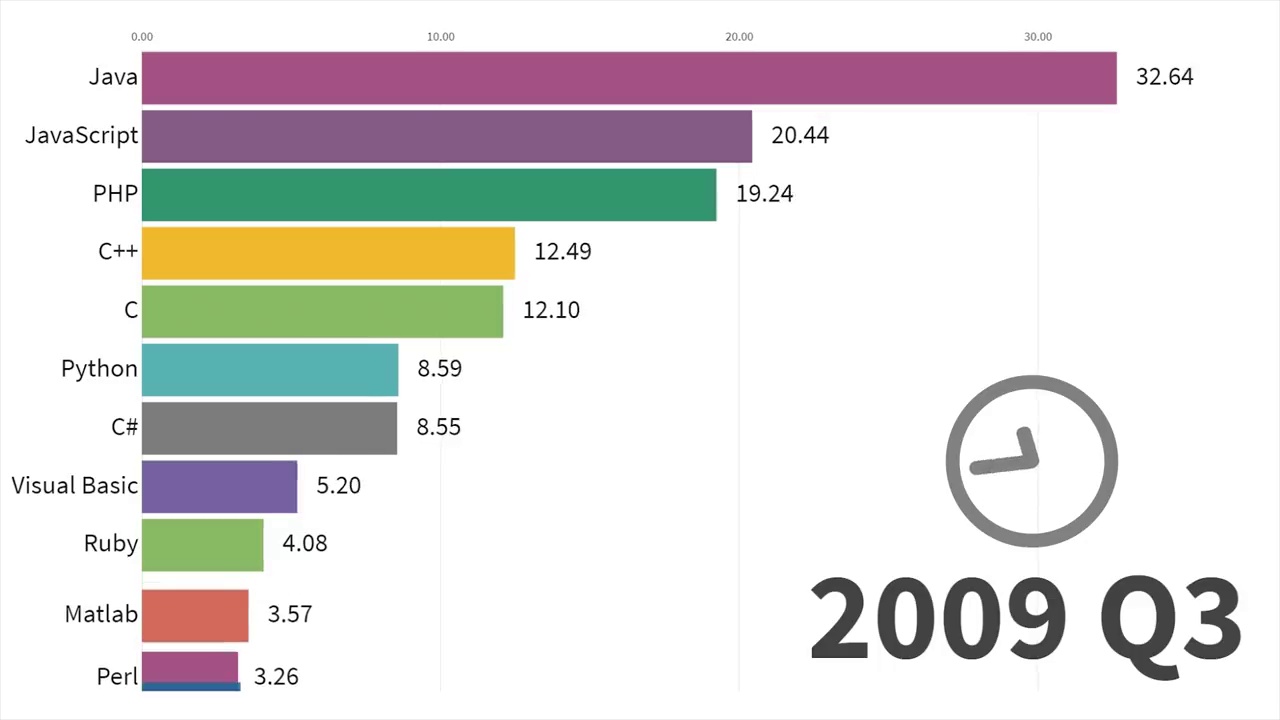 0.00 10.00 20.00 30.00
Java 32.64
JavaScript 20.44
PHP 19.24
C++ 12.49
C 12.10
Python 8.59
C# 8.55
Visual Basic 5.20
Ruby 4.08
Matlab 3.57
Perl 3.26
2009 Q3